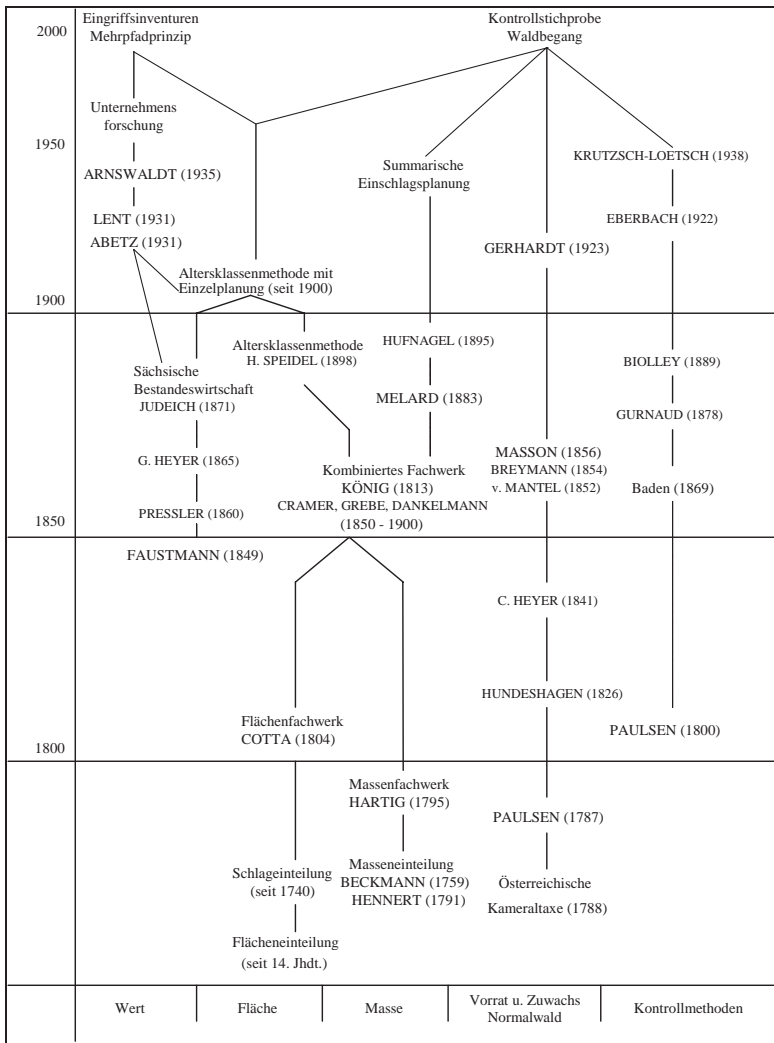 Eingriffsinventuren
Mehrpfadprinzip
Kontrollstichprobe
Waldbegang
2000
Unternehmens
forschung
1950
KRUTZSCH-LOETSCH (1938)
Summarische
Einschlagsplanung
ARNSWALDT (1935)
LENT (1931)
EBERBACH (1922)
ABETZ (1931)
GERHARDT (1923)
Altersklassenmethode mit
Einzelplanung (seit 1900)
1900
HUFNAGEL (1895)
Altersklassenmethode
H. SPEIDEL (1898)
BIOLLEY (1889)
Sächsische
Bestandeswirtschaft
JUDEICH (1871)
MELARD (1883)
GURNAUD (1878)
G. HEYER (1865)
MASSON (1856)
BREYMANN (1854)
v. MANTEL (1852)
Kombiniertes Fachwerk
KÖNIG (1813)
CRAMER, GREBE, DANKELMANN
(1850 - 1900)
Baden (1869)
PRESSLER (1860)
1850
FAUSTMANN (1849)
C. HEYER (1841)
HUNDESHAGEN (1826)
Flächenfachwerk
COTTA (1804)
PAULSEN (1800)
1800
Massenfachwerk
HARTIG (1795)
PAULSEN (1787)
Schlageinteilung
(seit 1740)
Masseneinteilung
BECKMANN (1759)
HENNERT (1791)
Österreichische
Kameraltaxe (1788)
Flächeneinteilung
(seit 14. Jhdt.)
Wert
Fläche
Masse
Vorrat u. Zuwachs
Normalwald
Kontrollmethoden